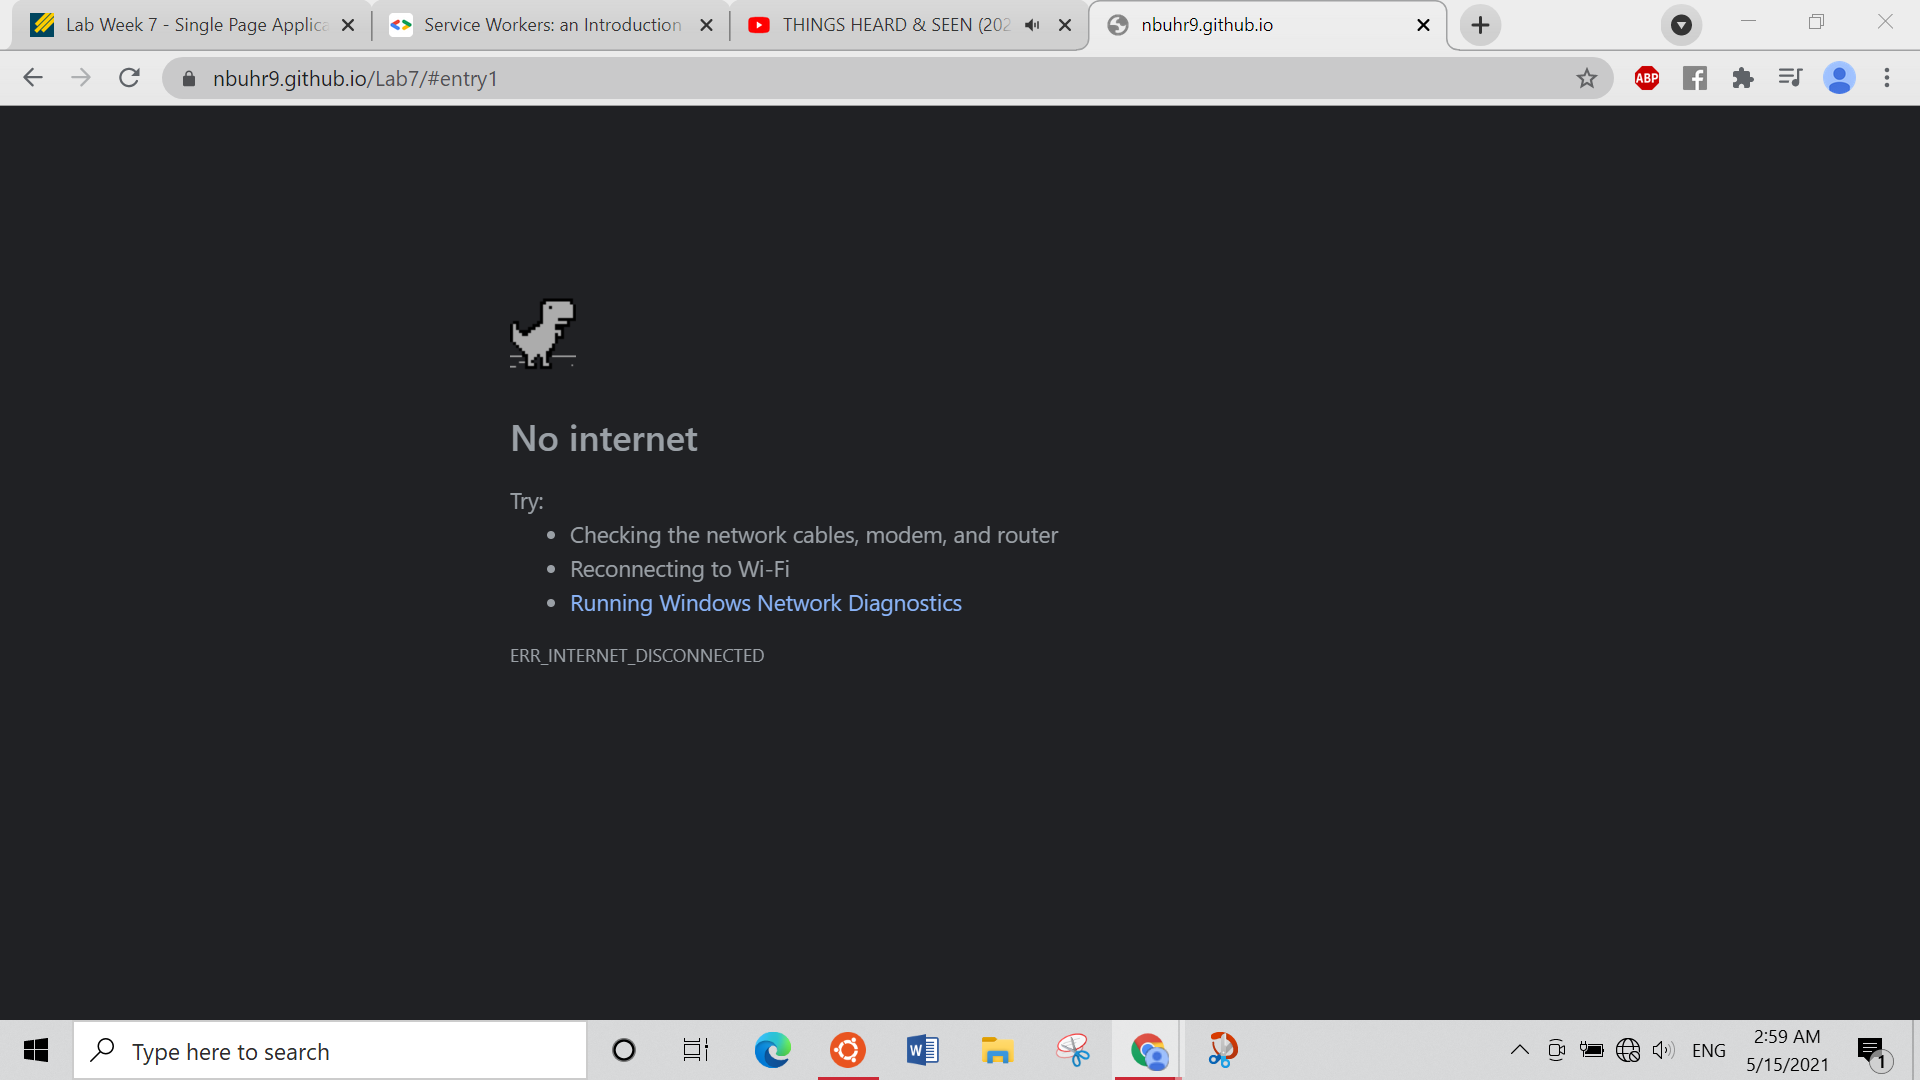 Lab Week 7 - Single Page Applica
Service Workers: an Introduction
THINGS HEARD & SEEN (202
nbuhr9.github.io
nbuhr9.github.io/Lab7/#entry1
ABP
No internet
Try:
Checking the network cables, modem, and router
Reconnecting to Wi-Fi
Running Windows Network Diagnostics
ERR_INTERNET_DISCONNECTED
Type here to search
W
ENG
2:59 AM
5/15/2021
1